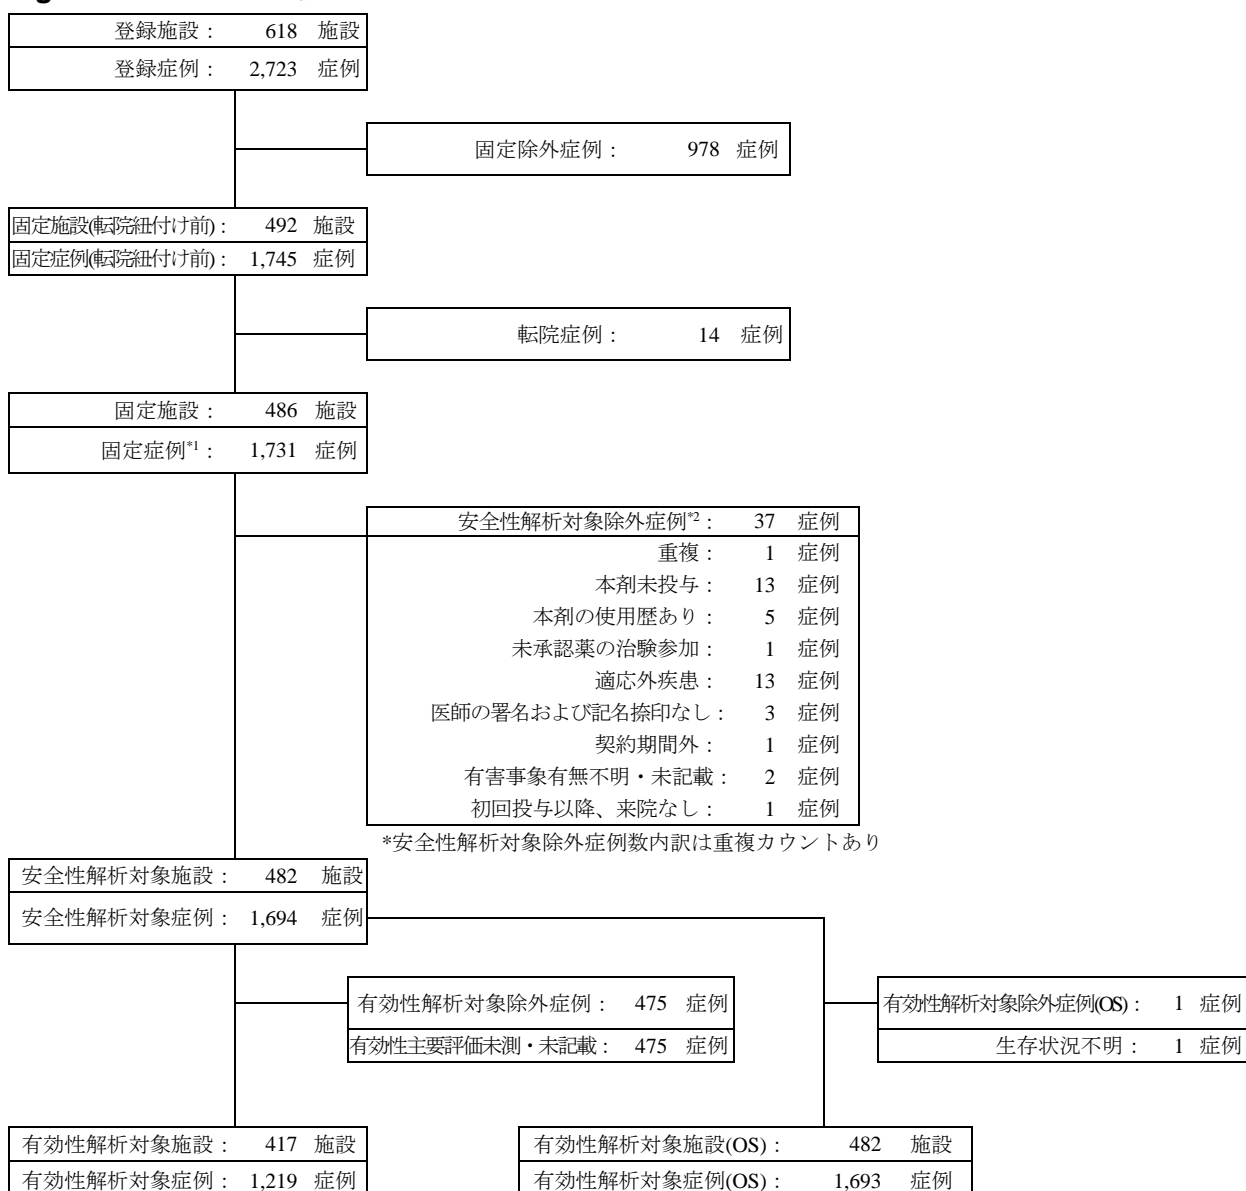 登録施設： 618 施設
登録症例： 2,723 症例
固定除外症例： 978 症例
固定施設(転院紐付け前)： 492 施設
固定症例(転院紐付け前)： 1,745 症例
転院症例： 14 症例
固定施設： 486 施設
固定症例*1： 1,731 症例
安全性解析対象除外症例*2： 37 症例
重複： 1 症例
本剤未投与： 13 症例
本剤の使用歴あり： 5 症例
未承認薬の治験参加： 1 症例
適応外疾患： 13 症例
医師の署名および記名捺印なし： 3 症例
契約期間外： 1 症例
有害事象有無不明・未記載： 2 症例
初回投与以降、来院なし： 1 症例
*安全性解析対象除外症例数内訳は重複カウントあり
安全性解析対象施設： 482 施設
安全性解析対象症例： 1,694 症例
有効性解析対象除外症例： 475 症例
有効性主要評価未測・未記載： 475 症例
有効性解析対象除外症例(OS)： 1 症例
生存状況不明： 1 症例
有効性解析対象施設： 417 施設
有効性解析対象症例： 1,219 症例
有効性解析対象施設(OS)： 482 施設
有効性解析対象症例(OS)： 1,693 症例